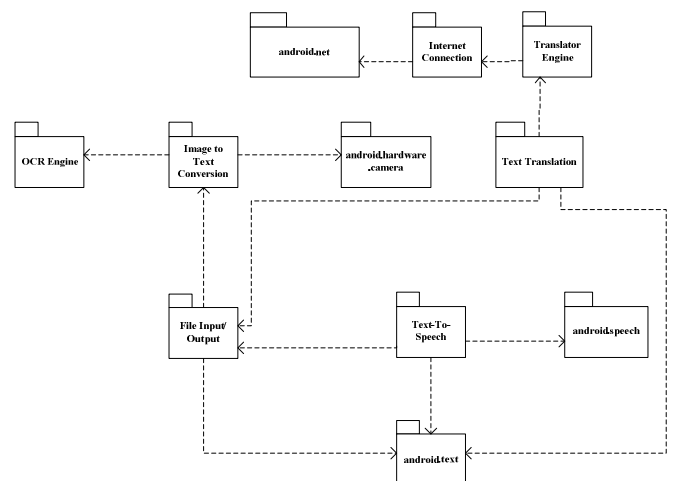 android.net
Internet
Connection
Translator
Engine
OCR Engine
Image to
Text
Conversion
android.hardware
.camera
Text Translation
File Input/
Output
Text-To-
Speech
android.speech
android.text